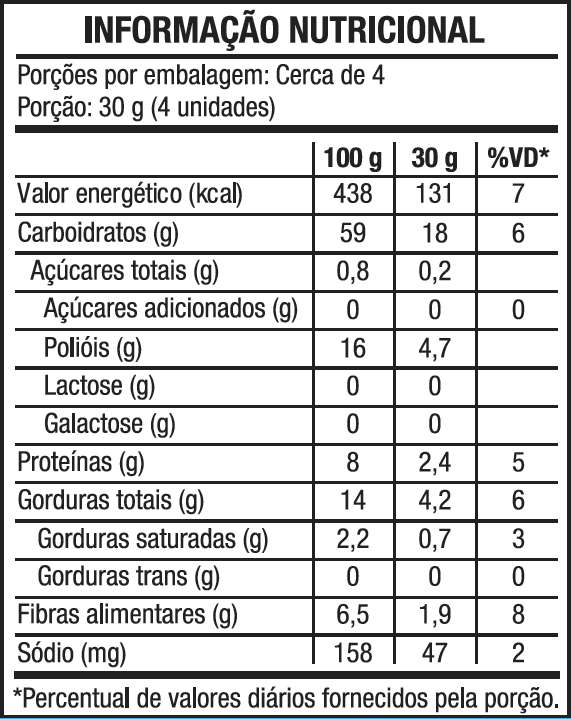 INFORMAÇÃO NUTRICIONAL
Porções por embalagem: Cerca de 4
Porção: 30 g (4 unidades)
100 g 30 g %VD*
Valor energético (kcal) 438 131 7
Carboidratos (g) 59 18 6
Açúcares totais (g) 0,8 0,2
Açúcares adicionados (g) 0 0 0
Polióis (g) 16 4,7
Lactose (g) 0 0
Galactose (g) 0 0
Proteínas (g) 8 2,4 5
Gorduras totais (g) 14 4,2 6
Gorduras saturadas (g) 2,2 0,7 3
Gorduras trans (g) 0 0 0
Fibras alimentares (g) 6,5 1,9 8
Sódio (mg) 158 47 2
*Percentual de valores diários fornecidos pela porção.